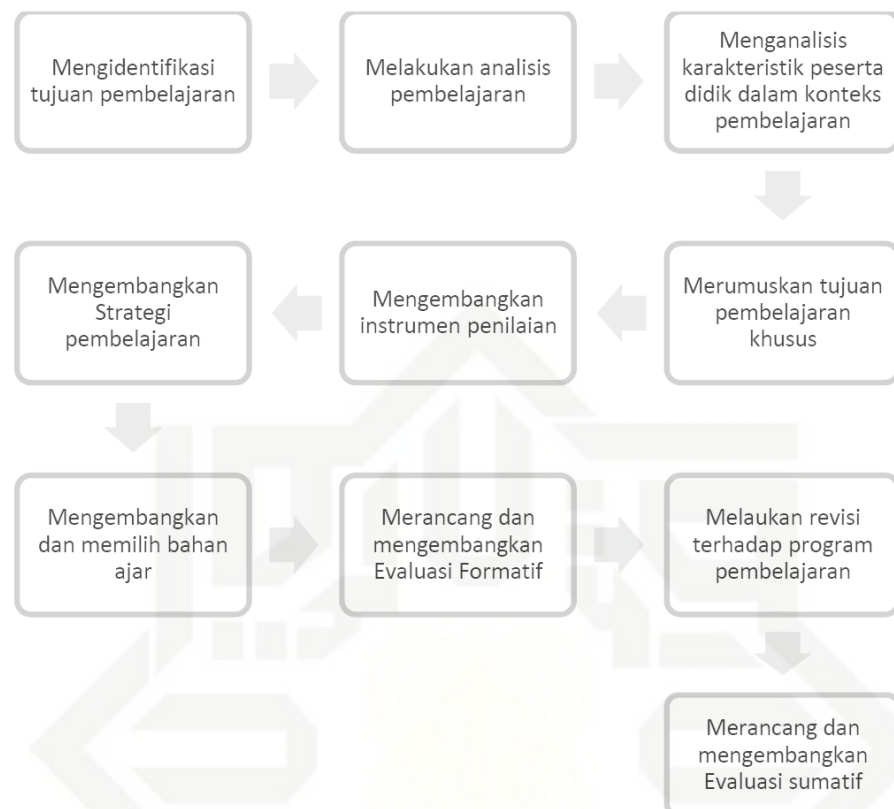 Mengidentifikasi
tujuan pembelajaran
Melakukan analisis
pembelajaran
Menganalisis
karakteristik peserta
didik dalam konteks
pembelajaran
Merumuskan tujuan
pembelajaran
khusus
Mengembangkan
instrumen penilaian
Mengembangkan
Strategi
pembelajaran
Mengembangkan
dan memilih bahan
ajar
Merancang dan
mengembangkan
Evaluasi Formatif
Melaukan revisi
terhadap program
pembelajaran
Merancang dan
mengembangkan
Evaluasi sumatif